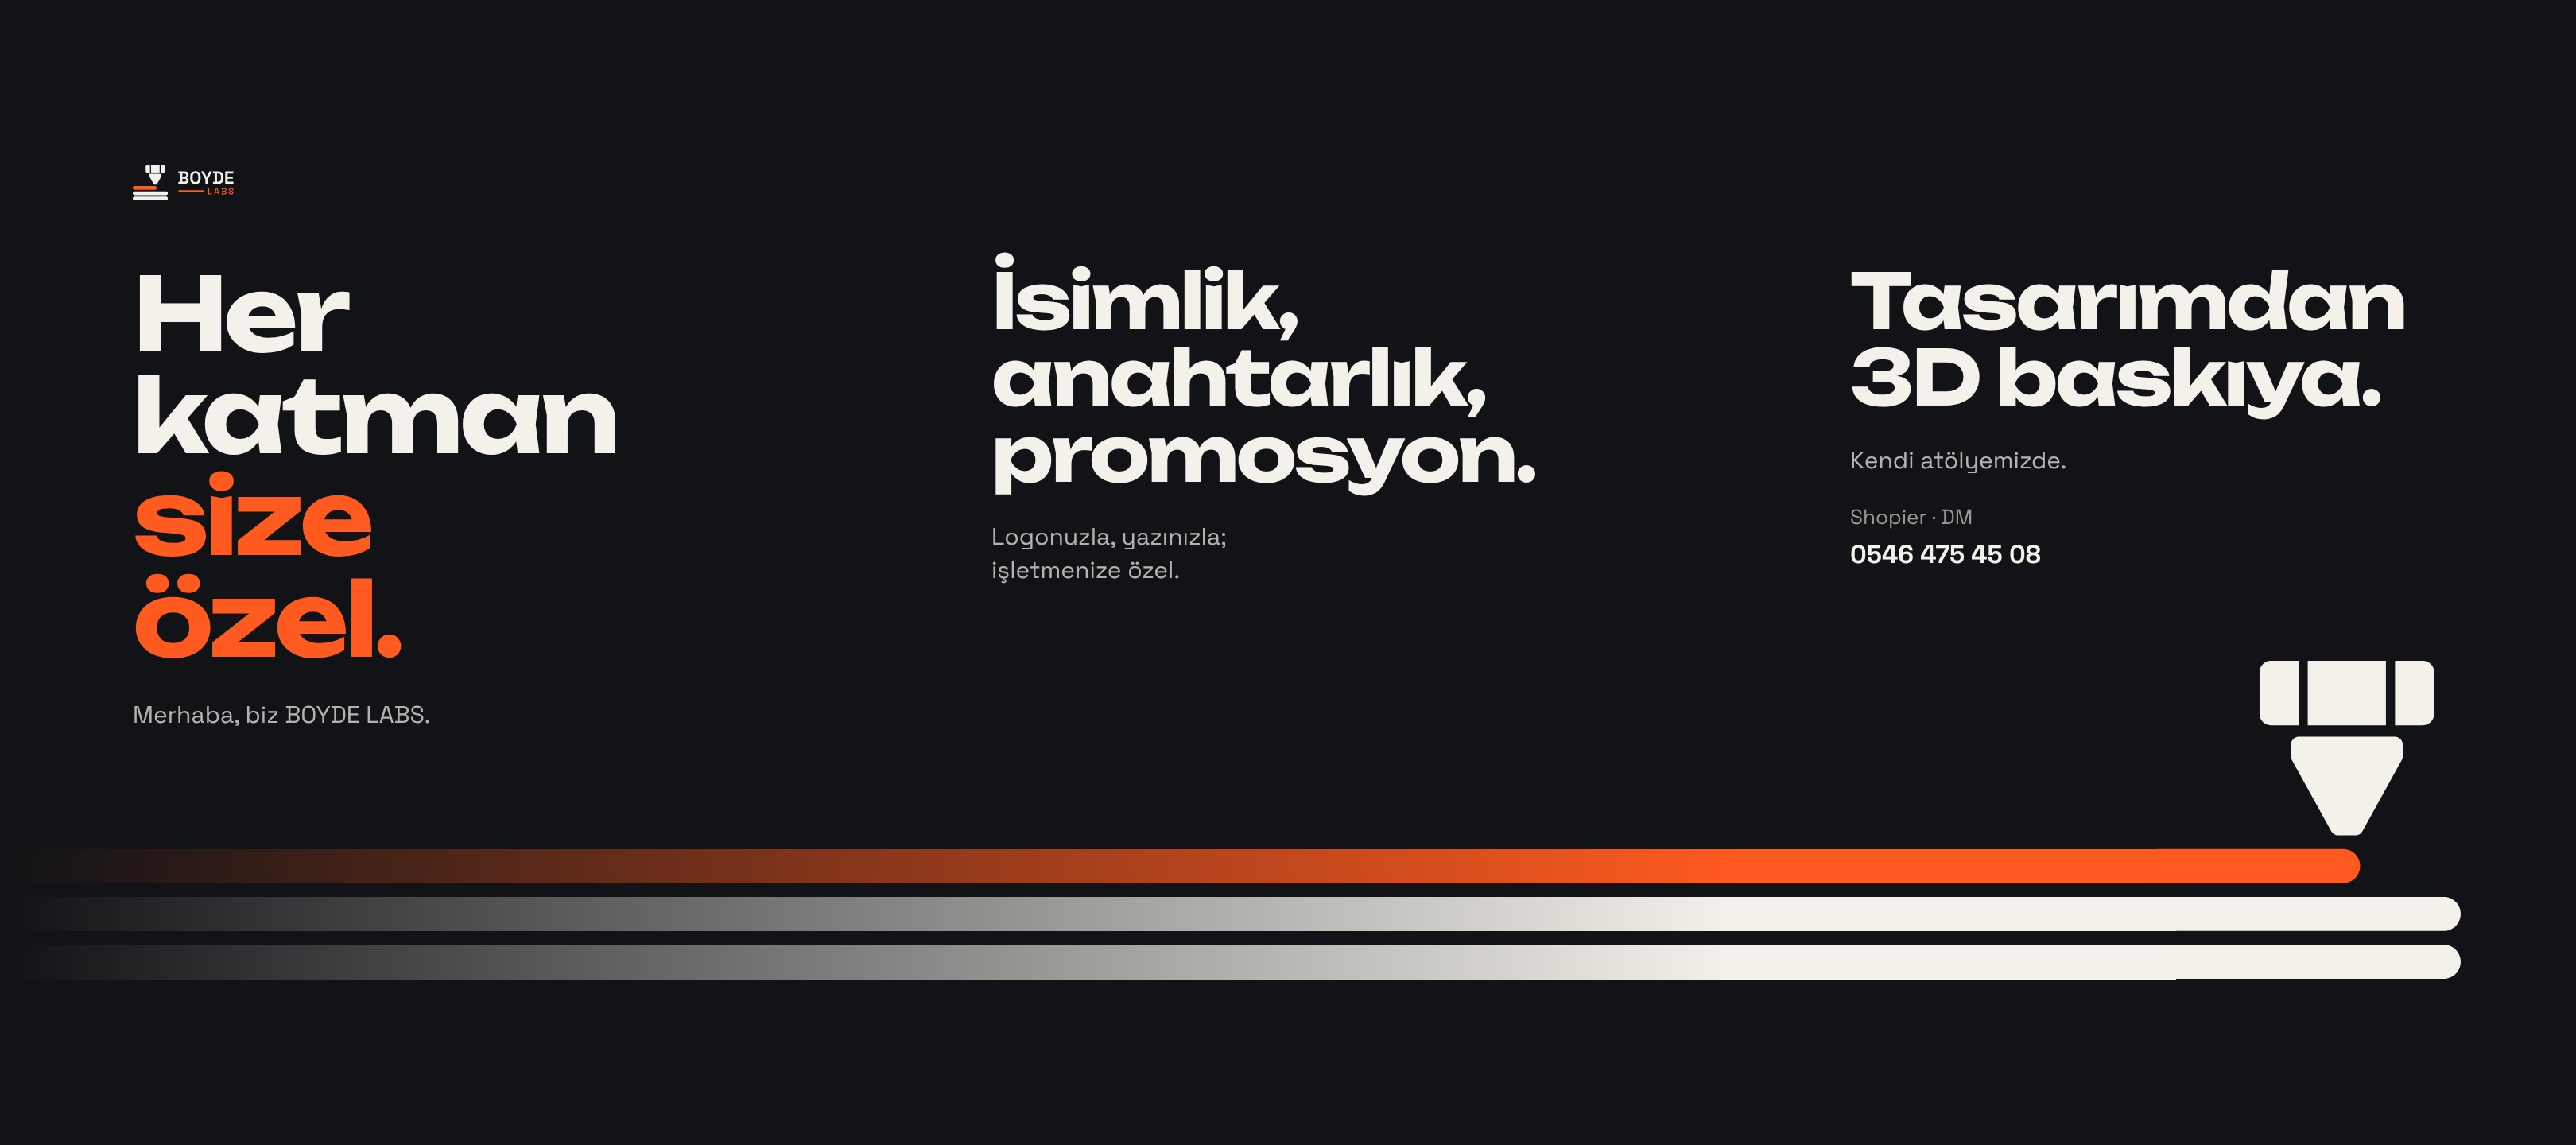 BOYDE
LABS
Her
katman
size
özel.
Merhaba, biz BOYDE LABS.
İsimlik,
anahtarlık,
promosyon.
Logonuzla, yazınızla;
işletmenize özel.
Tasarımdan
3D baskıya.
Kendi atölyemizde.
Shopier · DM
0546 475 45 08